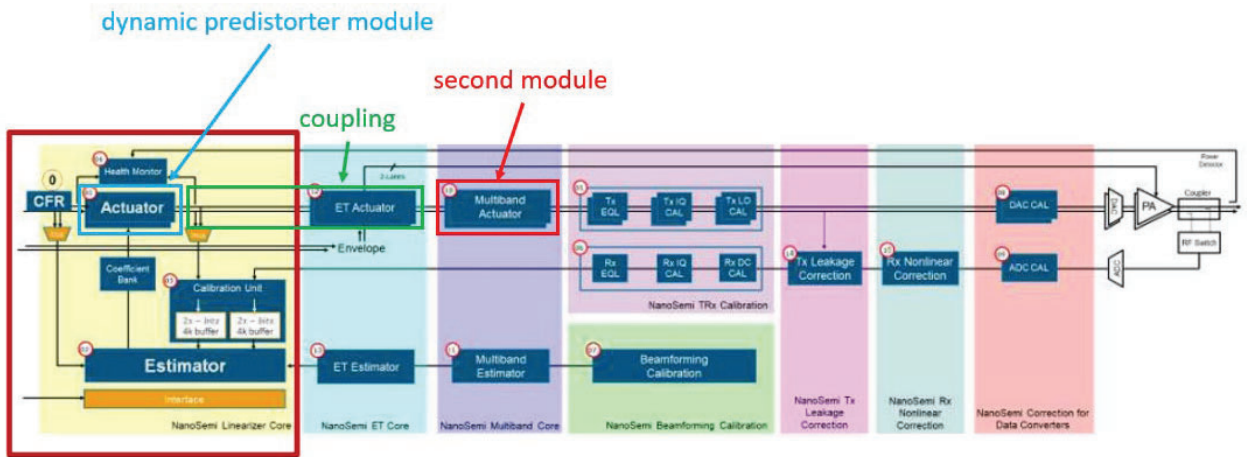 dynamic predistorter module
second module
coupling
Health Monitor
2-Lanes
Power
Detector
0
CFR
Actuator
ET Actuator
Multiband
Actuator
Tx
EQL
Tx IQ
CAL
Tx LO
CAL
DAC CAL
DAC
PA
Coupler
Envelope
RF Switch
Coefficient
Bank
Calibration Unit
4k buffer
4k buffer
Rx
EQL
Rx IQ
CAL
Rx DC
CAL
Tx Leakage
Correction
Rx Nonlinear
Correction
ADC CAL
ADC
NanoSemi TRx Calibration
Estimator
ET Estimator
Multiband
Estimator
Beamforming
Calibration
Interface
NanoSemi Linearizer Core
NanoSemi ET Core
NanoSemi Multiband Core
NanoSemi Beamforming Calibration
NanoSemi Tx
Leakage
Correction
NanoSemi Rx
Nonlinear
Correction
NanoSemi Correction for
Data Converters